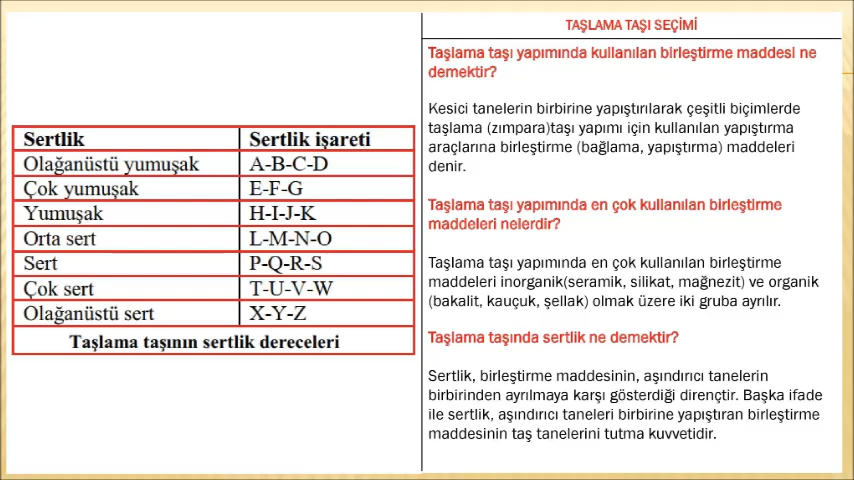 Sertlik Sertlik işareti
Olağanüstü yumuşak A-B-C-D
Çok yumuşak E-F-G
Yumuşak H-I-J-K
Orta sert L-M-N-O
Sert P-Q-R-S
Çok sert T-U-V-W
Olağanüstü sert X-Y-Z
Taşlama taşının sertlik dereceleri
TAŞLAMA TAŞI SEÇİMİ
Taşlama taşı yapımında kullanılan birleştirme maddesi ne
demektir?
Kesici tanelerin birbirine yapıştırılarak çeşitli biçimlerde
taşlama (zımpara)taşı yapımı için kullanılan yapıştırma
araçlarına birleştirme (bağlama, yapıştırma) maddeleri
denir.
Taşlama taşı yapımında en çok kullanılan birleştirme
maddeleri nelerdir?
Taşlama taşı yapımında en çok kullanılan birleştirme
maddeleri inorganik(seramik, silikat, mağnezit) ve organik
(bakalit, kauçuk, şellak) olmak üzere iki gruba ayrılır.
Taşlama taşında sertlik ne demektir?
Sertlik, birleştirme maddesinin, aşındırıcı tanelerin
birbirinden ayrılmaya karşı gösterdiği dirençtir. Başka ifade
ile sertlik, aşındırıcı taneleri birbirine yapıştıran birleştirme
maddesinin taş tanelerini tutma kuvvetidir.